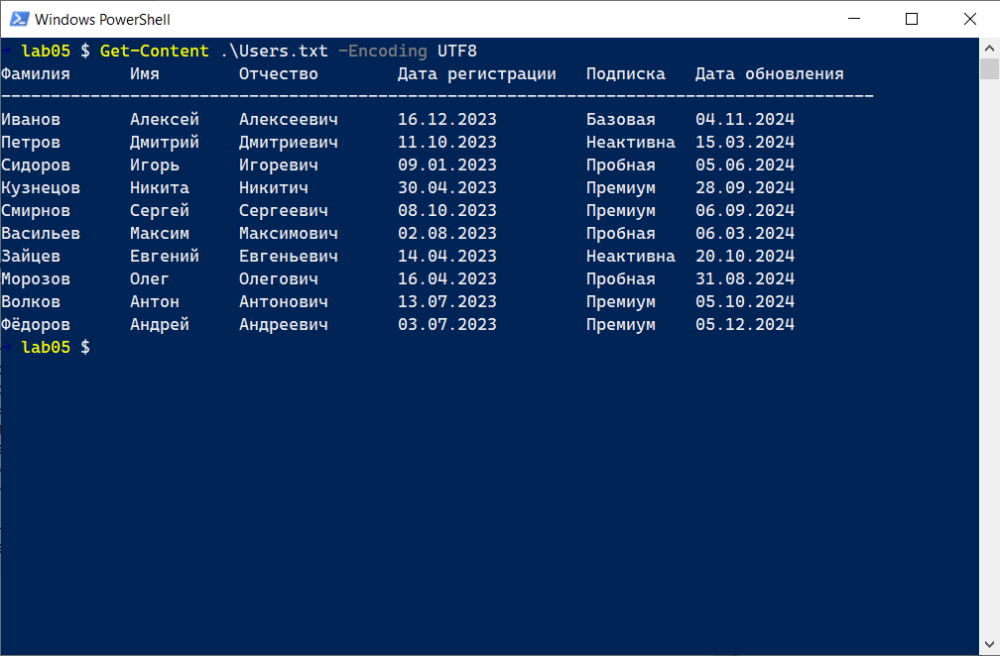 Windows PowerShell
→ lab05 $ Get-Content .\Users.txt -Encoding UTF8
Фамилия Имя Отчество Дата регистрации Подписка Дата обновления
----------------------------------------------------------------------------------------
Иванов Алексей Алексеевич 16.12.2023 Базовая 04.11.2024
Петров Дмитрий Дмитриевич 11.10.2023 Неактивна 15.03.2024
Сидоров Игорь Игоревич 09.01.2023 Пробная 05.06.2024
Кузнецов Никита Никитич 30.04.2023 Премиум 28.09.2024
Смирнов Сергей Сергеевич 08.10.2023 Премиум 06.09.2024
Васильев Максим Максимович 02.08.2023 Пробная 06.03.2024
Зайцев Евгений Евгеньевич 14.04.2023 Неактивна 20.10.2024
Морозов Олег Олегович 16.04.2023 Пробная 31.08.2024
Волков Антон Антонович 13.07.2023 Премиум 05.10.2024
Фёдоров Андрей Андреевич 03.07.2023 Премиум 05.12.2024
→ lab05 $